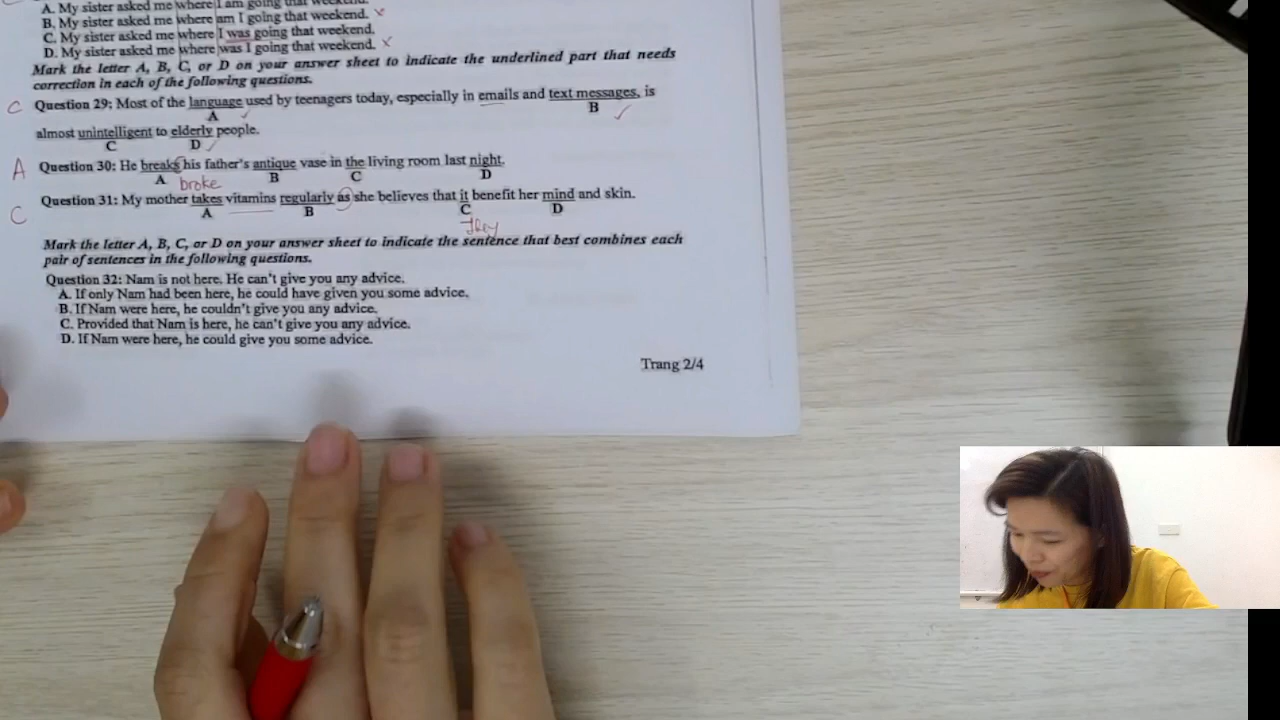 A. My sister asked me where I am going that weekend.
B. My sister asked me where am I going that weekend. x
C. My sister asked me where I was going that weekend.
D. My sister asked me where was I going that weekend. x
Mark the letter A, B, C, or D on your answer sheet to indicate the underlined part that needs
correction in each of the following questions.
C Question 29: Most of the language used by teenagers today, especially in emails and text messages, is
A B
almost unintelligent to elderly people.
C D
A Question 30: He breaks his father's antique vase in the living room last night.
A broke B C D
C Question 31: My mother takes vitamins regularly as she believes that it benefit her mind and skin.
A B C D
they
Mark the letter A, B, C, or D on your answer sheet to indicate the sentence that best combines each
pair of sentences in the following questions.
Question 32: Nam is not here. He can't give you any advice.
A. If only Nam had been here, he could have given you some advice.
B. If Nam were here, he couldn't give you any advice.
C. Provided that Nam is here, he can't give you any advice.
D. If Nam were here, he could give you some advice.
Trang 2/4